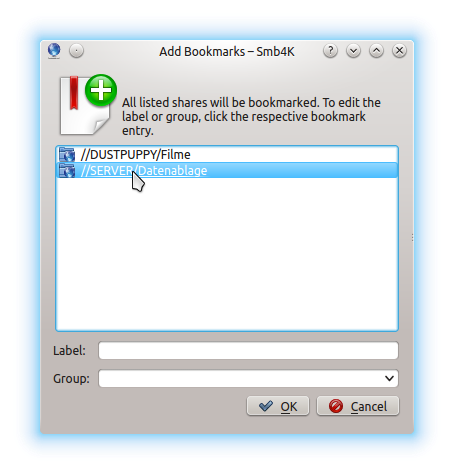 Add Bookmarks – Smb4K
All listed shares will be bookmarked. To edit the
label or group, click the respective bookmark
entry.
//DUSTPUPPY/Filme
//SERVER/Datenablage
Label:
Group:
OK
Cancel